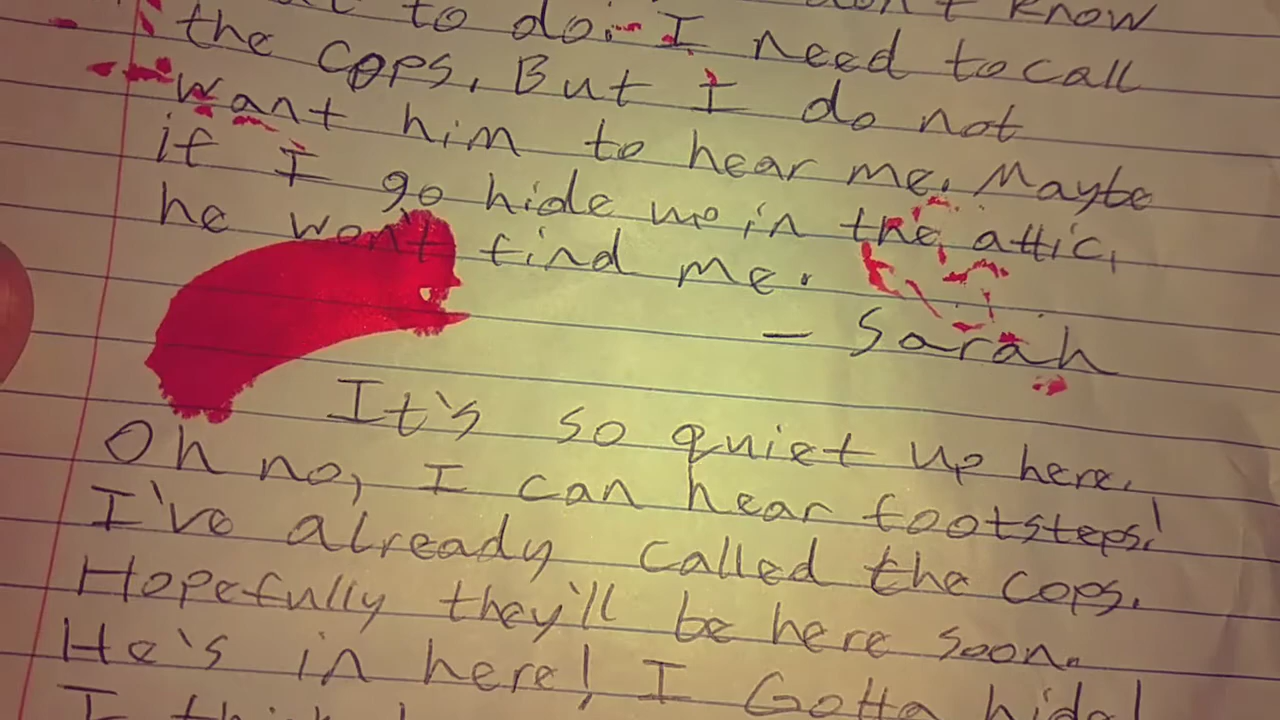 to do. I need to call
the cops. But I do not
want him to hear me. Maybe
if I go hide up in the attic,
he won't find me.
- Sarah
It's so quiet up here.
Oh no, I can hear footsteps!
I've already called the cops.
Hopefully they'll be here soon.
He's in here! I Gotta hide!